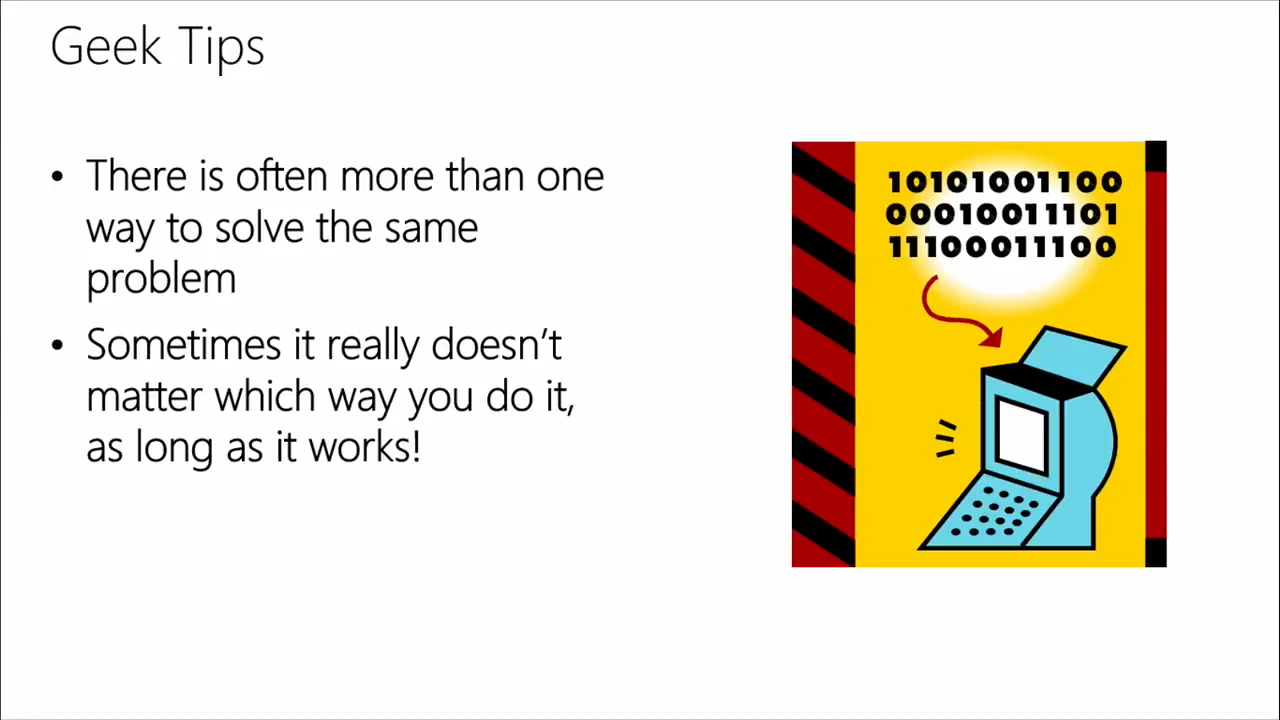 Geek Tips
• There is often more than one
way to solve the same
problem
• Sometimes it really doesn't
matter which way you do it,
as long as it works!
10101001100
00010011101
11100011100